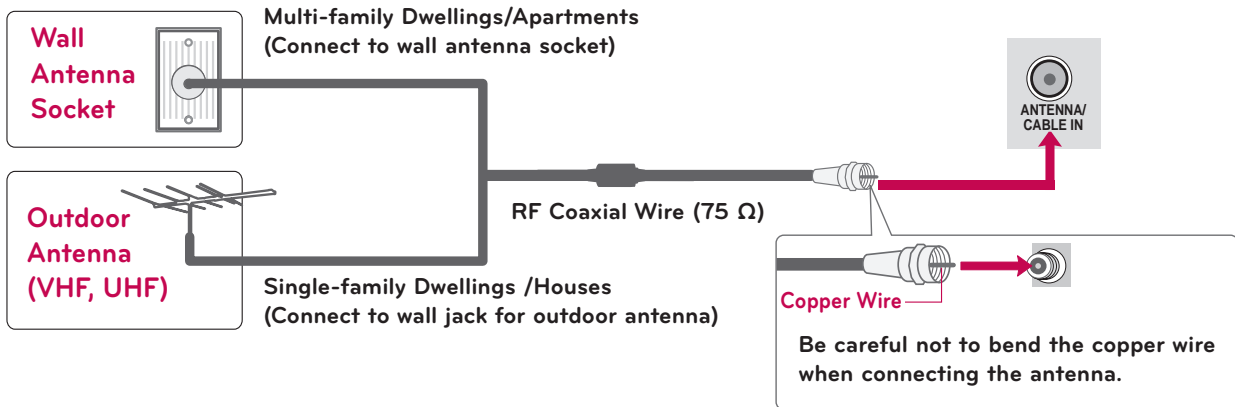 Multi-family Dwellings/Apartments
(Connect to wall antenna socket)
Wall
Antenna
Socket
ANTENNA/
CABLE IN
RF Coaxial Wire (75 Ω)
Outdoor
Antenna
(VHF, UHF)
Single-family Dwellings /Houses
(Connect to wall jack for outdoor antenna)
Copper Wire
Be careful not to bend the copper wire
when connecting the antenna.